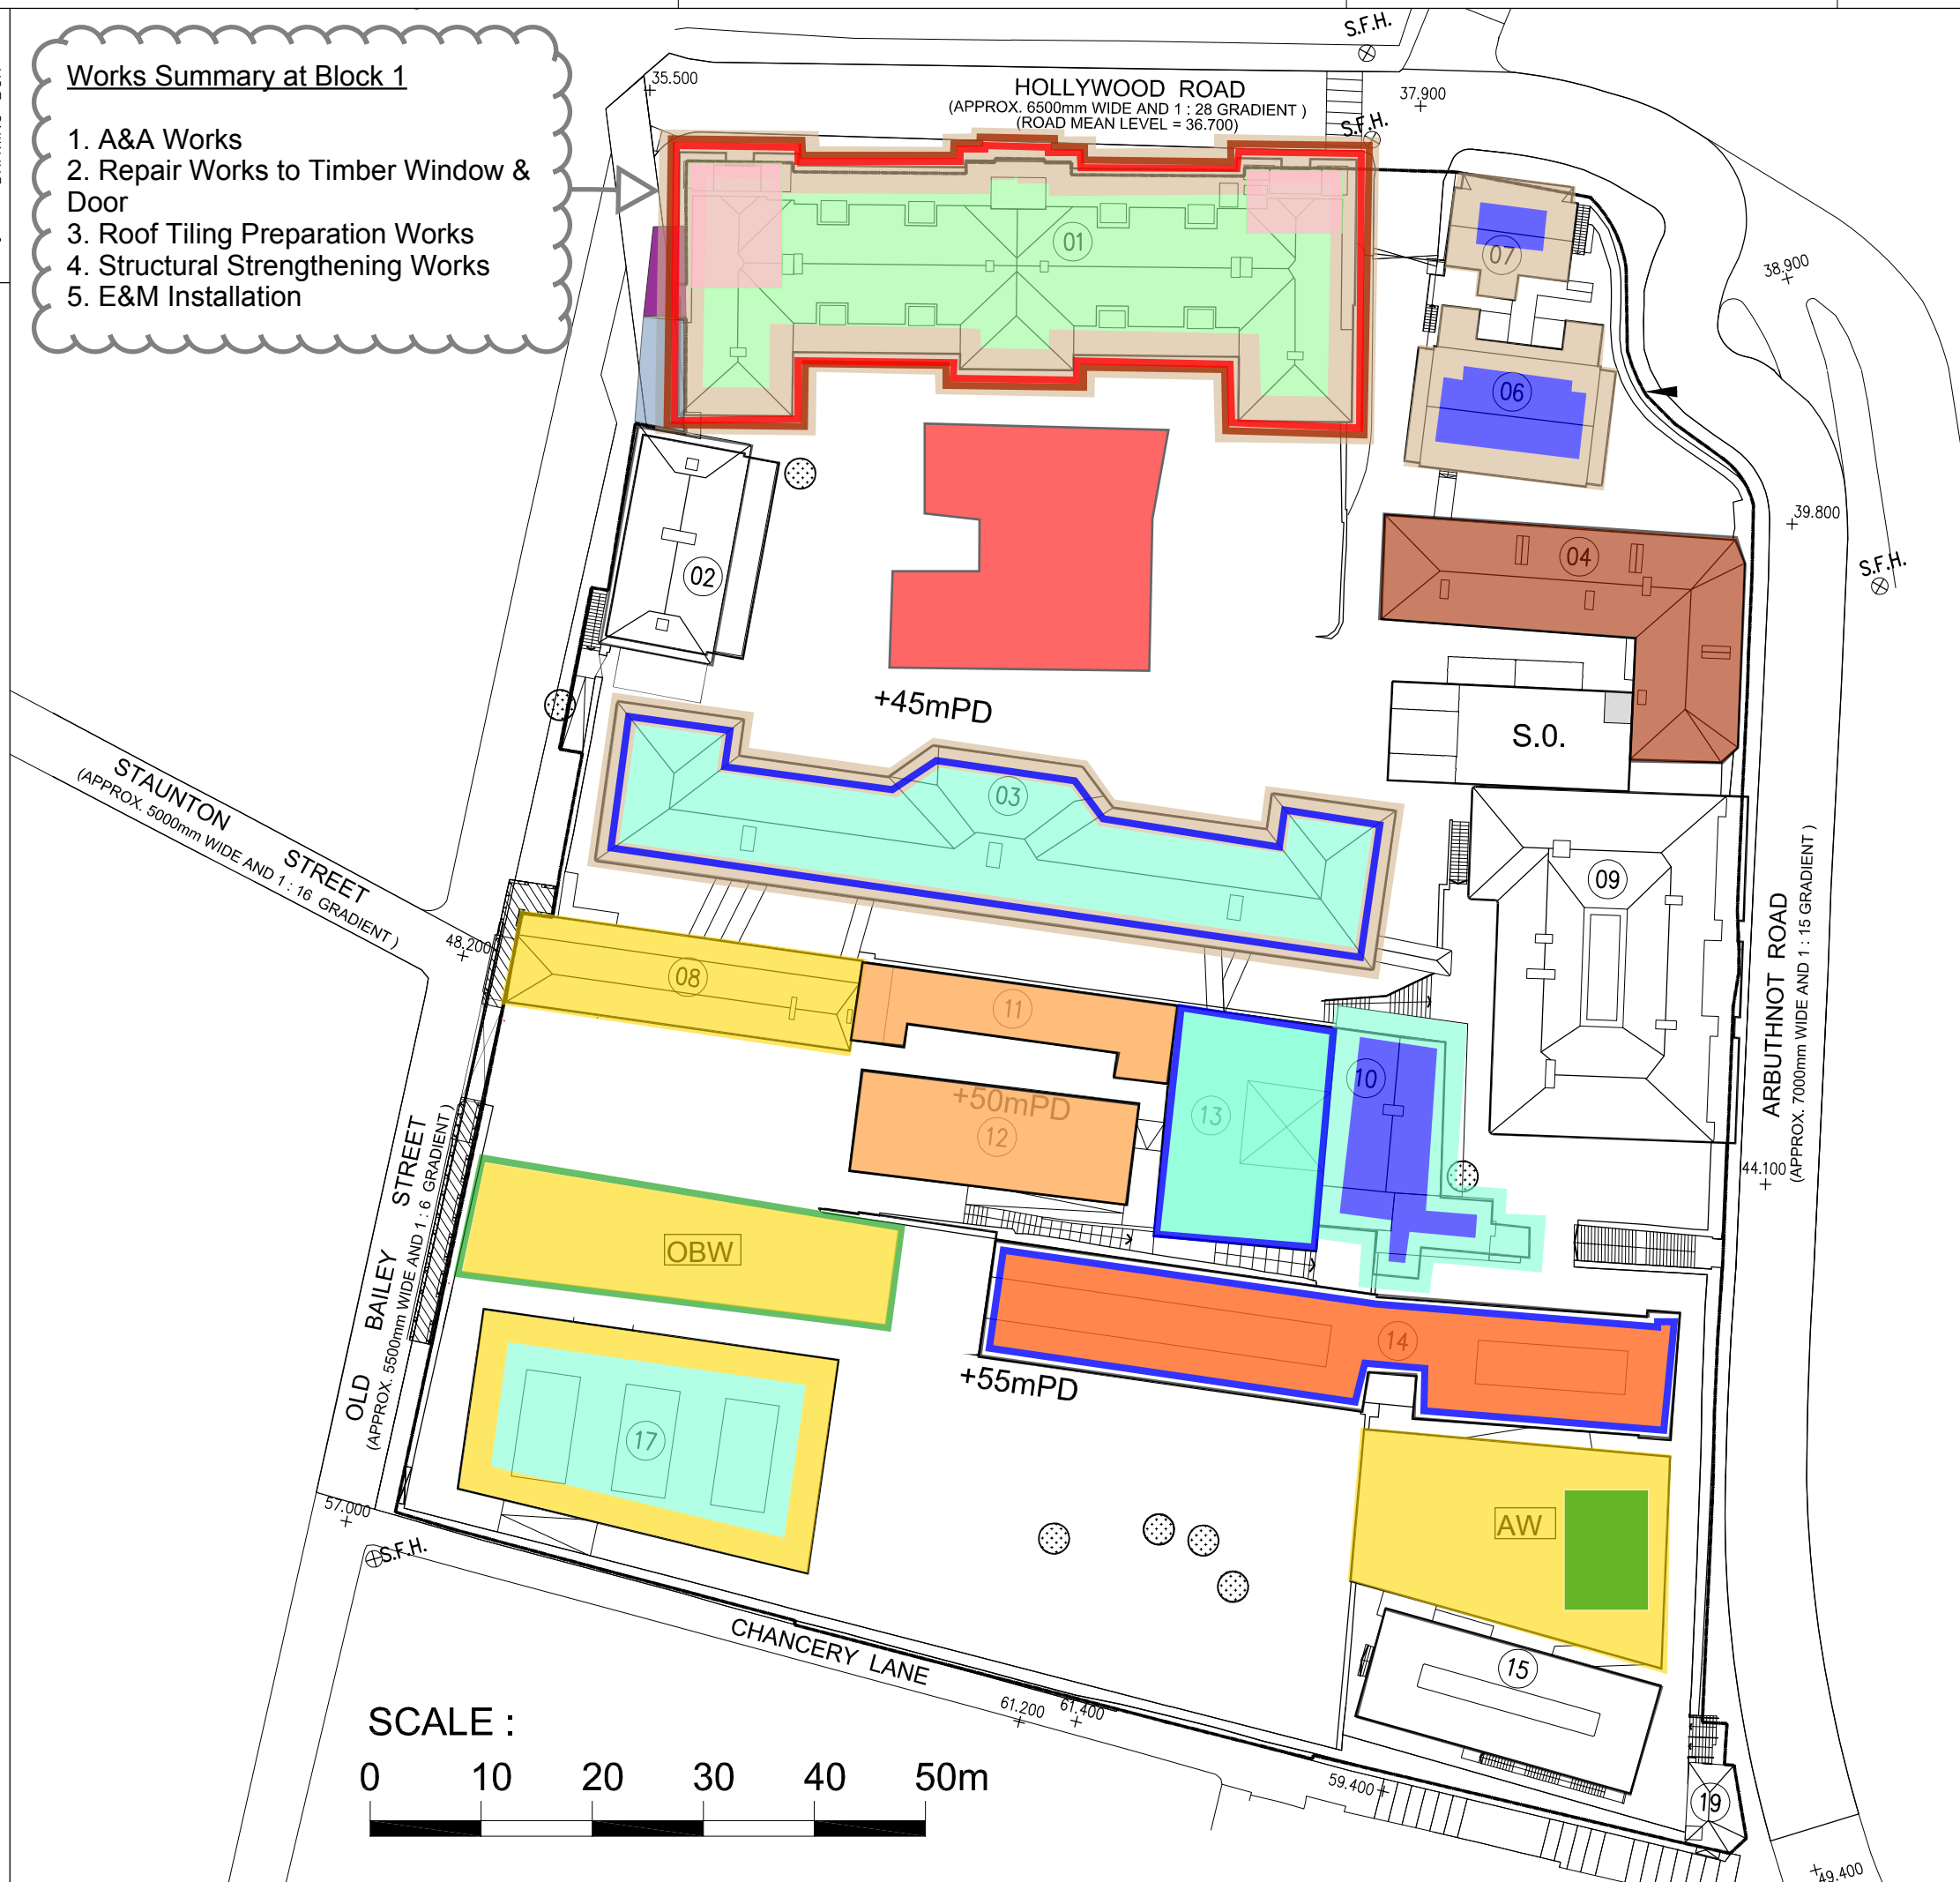 Works Summary at Block 1
1. A&A Works
2. Repair Works to Timber Window &
Door
3. Roof Tiling Preparation Works
4. Structural Strengthening Works
5. E&M Installation
S.F.H.
35.500
HOLLYWOOD ROAD
(APPROX. 6500mm WIDE AND 1 : 28 GRADIENT )
(ROAD MEAN LEVEL = 36.700)
37.900
S.F.H.
01
07
38.900
06
39.800
04
S.F.H.
02
+45mPD
S.O.
STAUNTON STREET
(APPROX. 5000mm WIDE AND 1 : 16 GRADIENT )
03
09
48.200
08
11
ARBUTHNOT ROAD
(APPROX. 7000mm WIDE AND 1 : 15 GRADIENT )
10
+50mPD
13
12
44.100
OLD BAILEY STREET
(APPROX. 5500mm WIDE AND 1 : 6 GRADIENT )
OBW
14
+55mPD
17
57.000
S.F.H.
AW
CHANCERY LANE
15
61.200
61.400
SCALE :
0 10 20 30 40 50m
59.400
19
49.400